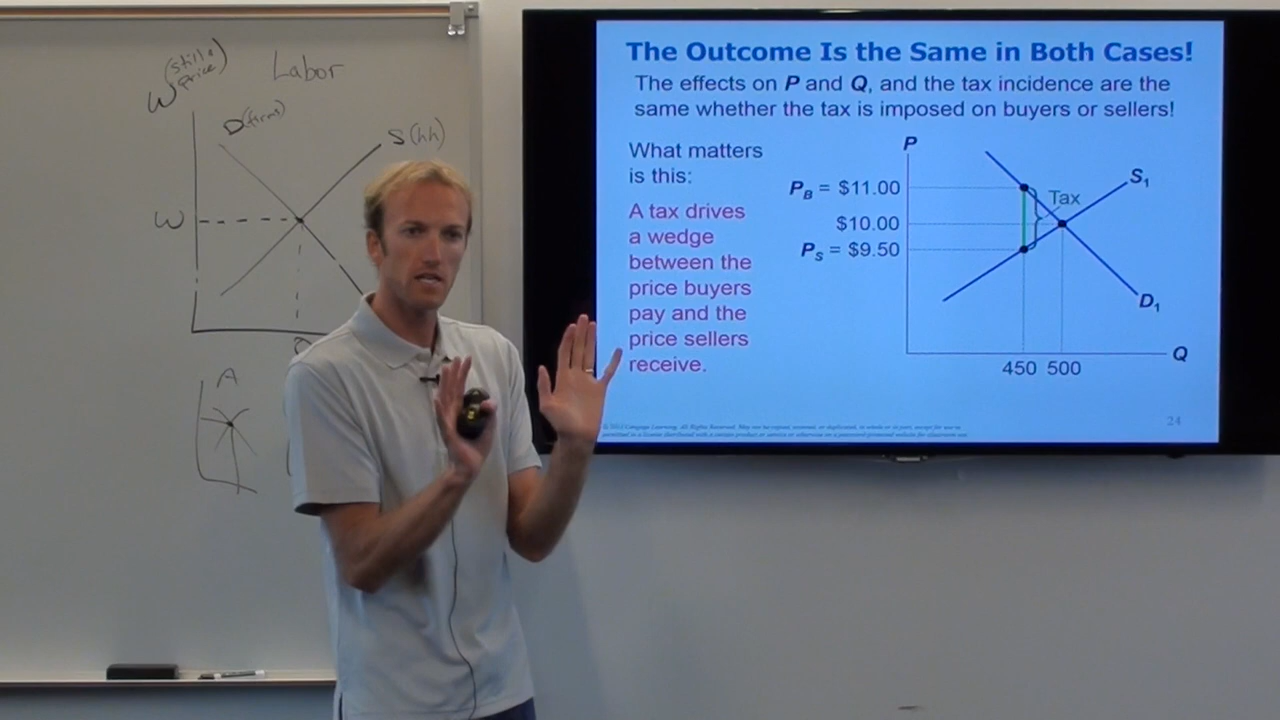 (still a
price)
W
Labor
D(firms)
S(hh)
W
Q
A
The Outcome Is the Same in Both Cases!
The effects on P and Q, and the tax incidence are the
same whether the tax is imposed on buyers or sellers!
What matters
is this:
A tax drives
a wedge
between the
price buyers
pay and the
price sellers
receive.
P
S1
PB = $11.00
Tax
$10.00
PS = $9.50
D1
Q
450 500
24